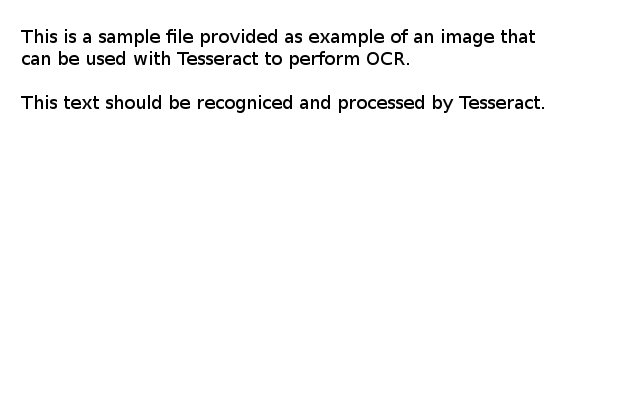 This is a sample file provided as example of an image that
can be used with Tesseract to perform OCR.
This text should be recogniced and processed by Tesseract.